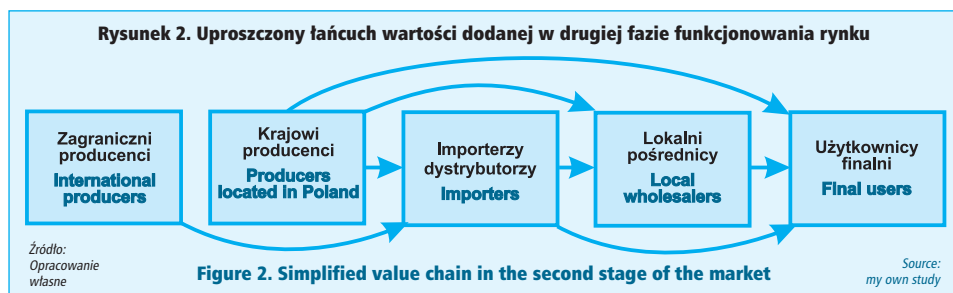 Rysunek 2. Uproszczony łańcuch wartości dodanej w drugiej fazie funkcjonowania rynku
Zagraniczni
producenci
International
producers
Krajowi
producenci
Producers
located in Poland
Importerzy
dystrybutorzy
Importers
Lokalni
pośrednicy
Local
wholesalers
Użytkownicy
finalni
Final users
Źródło:
Opracowanie
własne
Figure 2. Simplified value chain in the second stage of the market
Source:
my own study